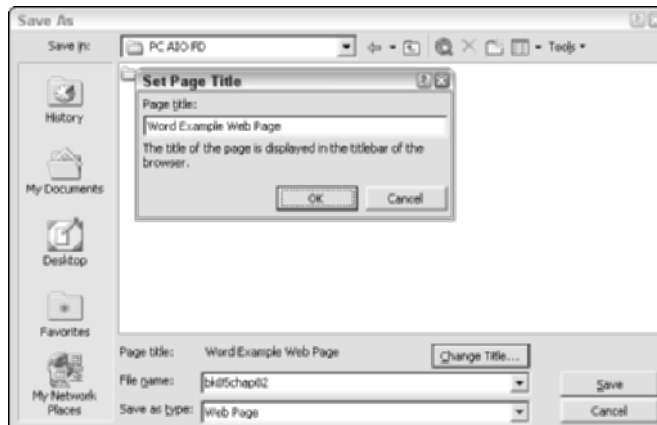 Save As
Save in:
PC AIO FD
Tools
History
My Documents
Desktop
Favorites
My Network
Places
Set Page Title
Page title:
Word Example Web Page
The title of the page is displayed in the titlebar of the
browser.
OK
Cancel
Page title:
Word Example Web Page
Change Title...
File name:
bk05chap02
Save
Save as type:
Web Page
Cancel